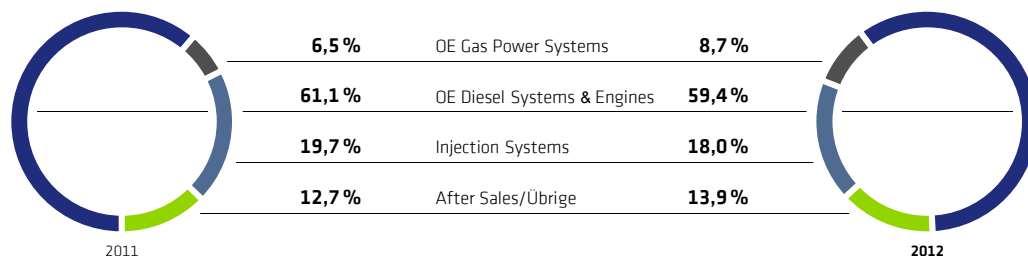 6,5 % OE Gas Power Systems 8,7 %
61,1 % OE Diesel Systems & Engines 59,4 %
19,7 % Injection Systems 18,0 %
12,7 % After Sales/Übrige 13,9 %
2011 2012